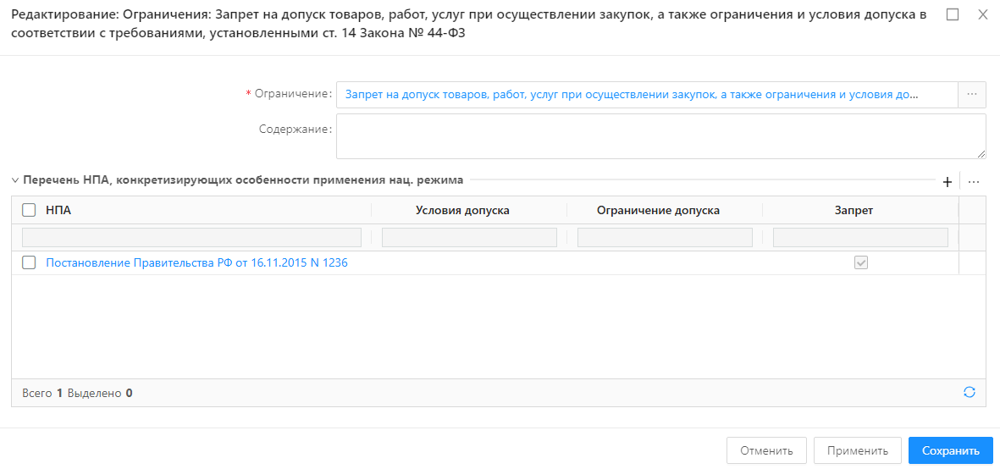 Редактирование: Ограничения: Запрет на допуск товаров, работ, услуг при осуществлении закупок, а также ограничения и условия допуска в
соответствии с требованиями, установленными ст. 14 Закона № 44-ФЗ
* Ограничение: Запрет на допуск товаров, работ, услуг при осуществлении закупок, а также ограничения и условия до... ...
Содержание:
Перечень НПА, конкретизирующих особенности применения нац. режима + ...
НПА Условия допуска Ограничение допуска Запрет
Постановление Правительства РФ от 16.11.2015 N 1236
Всего 1 Выделено 0
Отменить Применить Сохранить